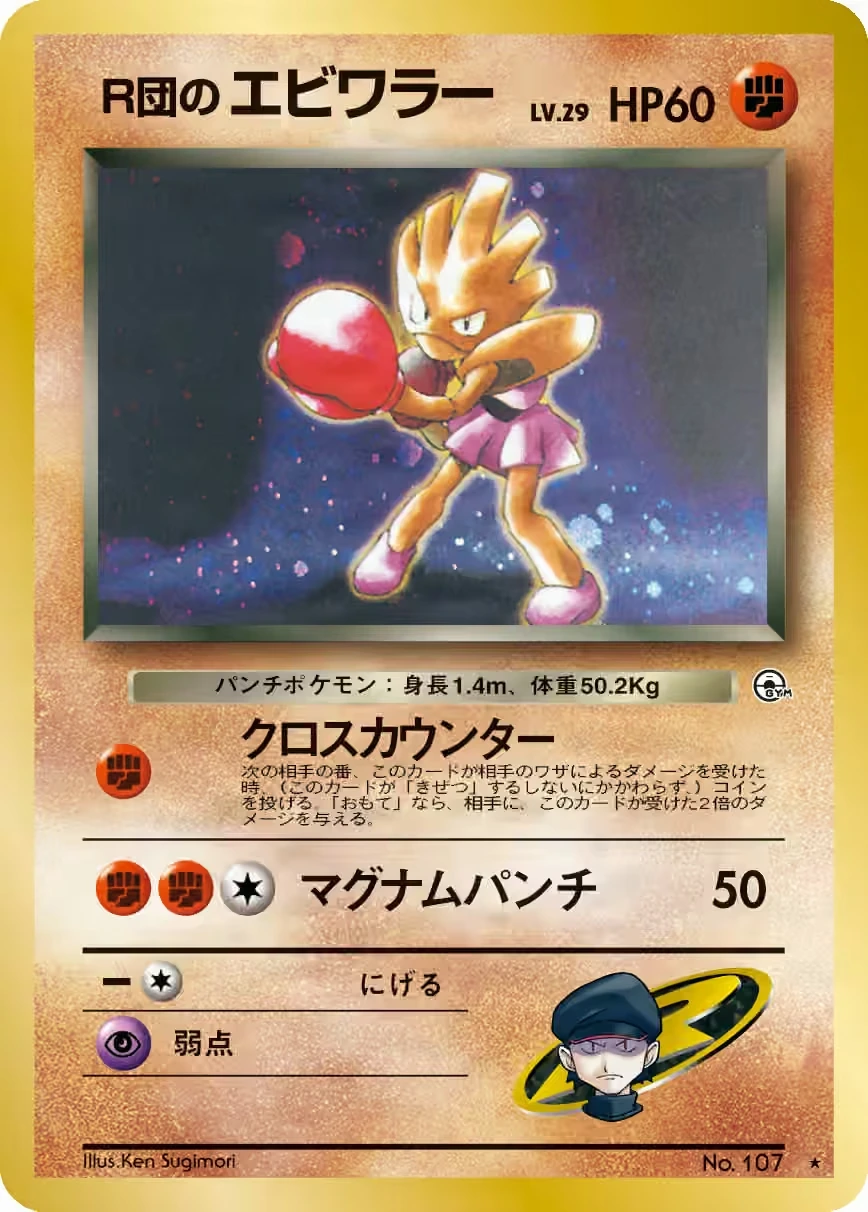 R団のエビワラー LV.29 HP60
パンチポケモン：身長1.4m、体重50.2Kg
GYM
クロスカウンター
次の相手の番、このカードが相手のワザによるダメージを受けた
時、（このカードが「きぜつ」するしないにかかわらず、）コイン
を投げる。「おもて」なら、相手に、このカードが受けた2倍のダ
メージを与える。
マグナムパンチ 50
にげる
弱点
Illus.Ken Sugimori No. 107 ★